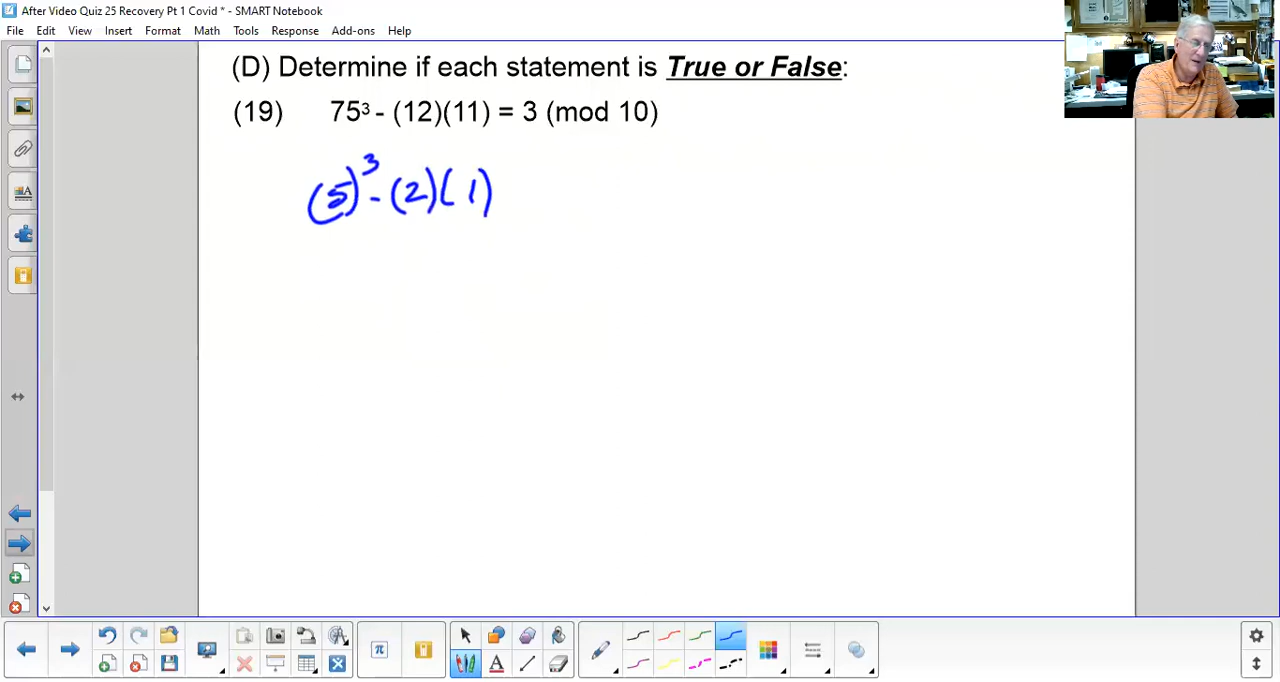 After Video Quiz 25 Recovery Pt 1 Covid * - SMART Notebook
File Edit View Insert Format Math Tools Response Add-ons Help
(D) Determine if each statement is True or False:
(19) 75³ - (12)(11) = 3 (mod 10)
(5)³ - (2)(1)